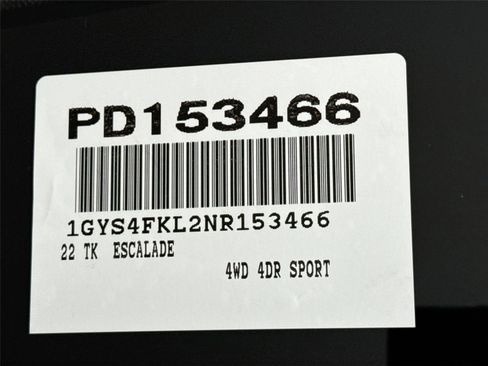 PD153466
1GYS4FKL2NR153466
22 TK ESCALADE
4WD 4DR SPORT